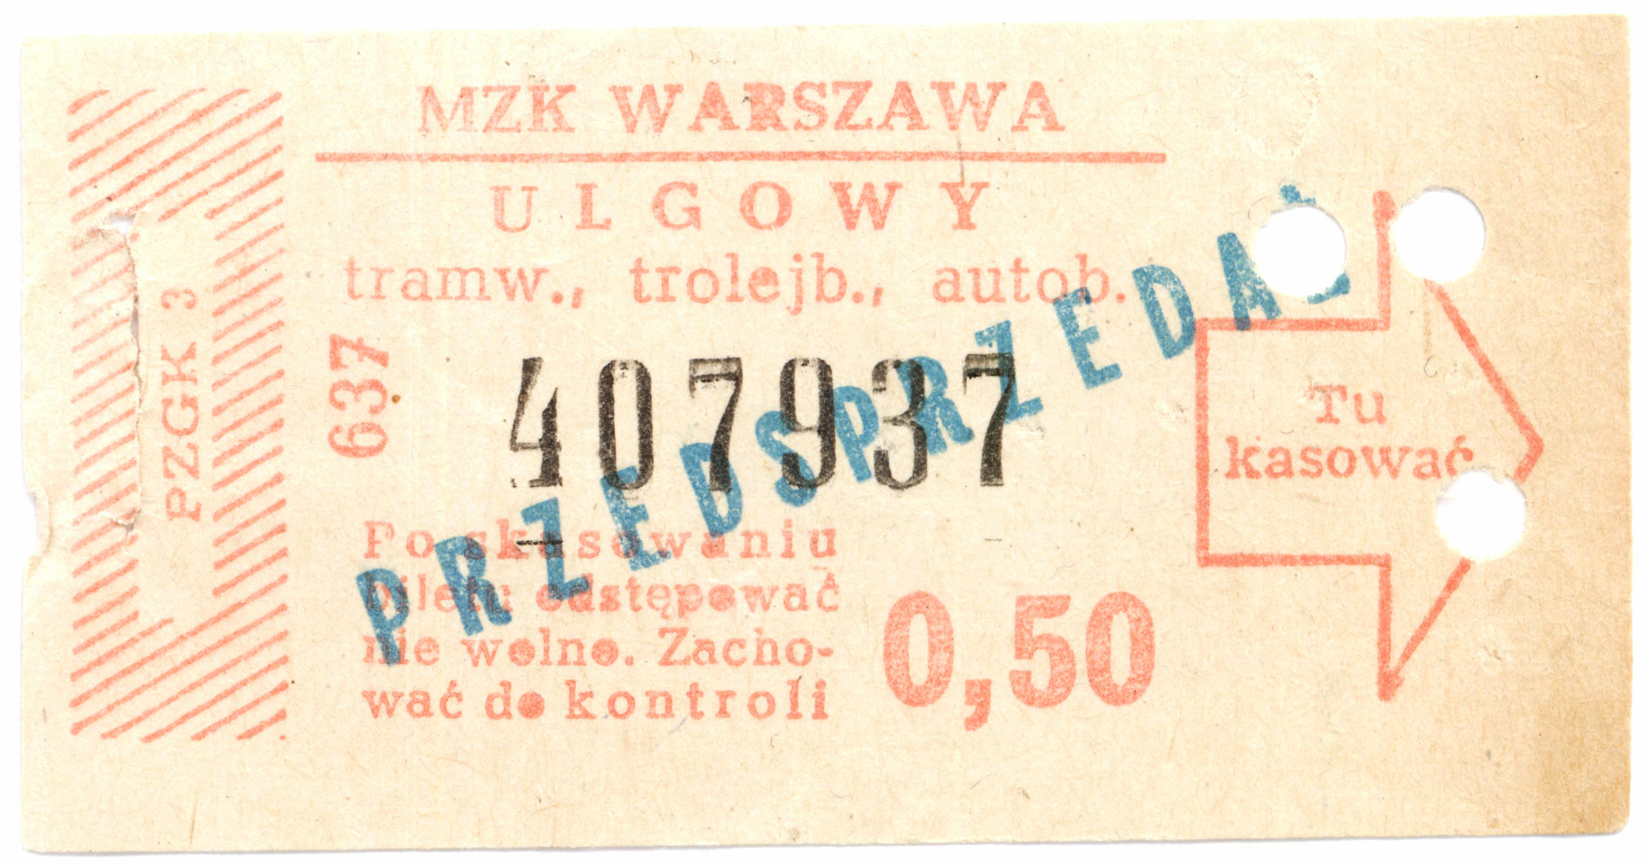 MZK WARSZAWA
ULGOWY
tramw., trolejb., autob.
PZGK 3
637
407937
PRZEDSPRZEDAŻ
Po skasowaniu
biletu odstępować
nie wolno. Zacho-
wać do kontroli
0,50
Tu
kasować